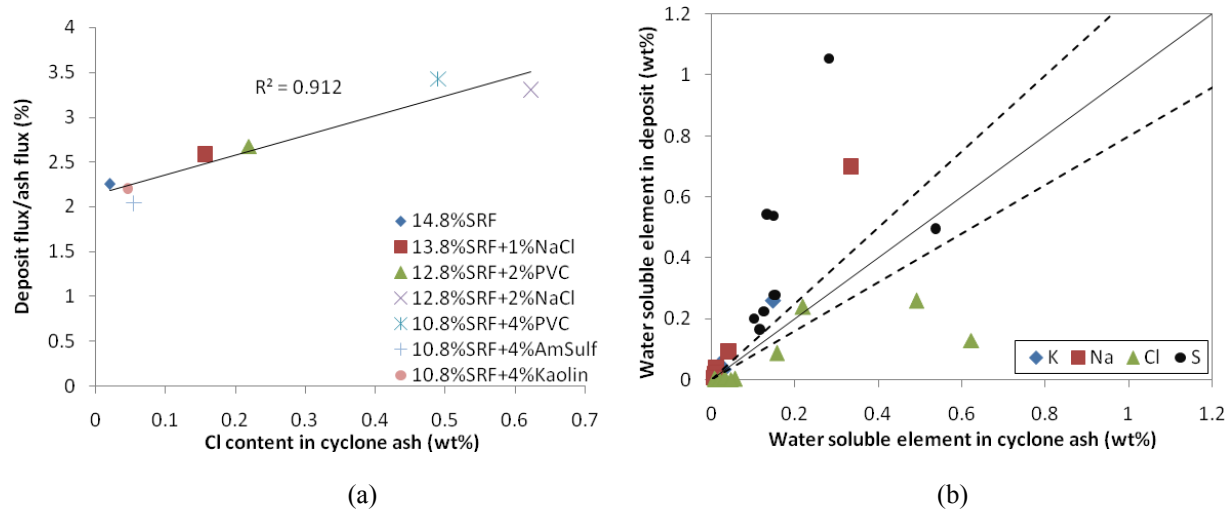 4
3.5
3
2.5
2
1.5
1
0.5
0
Deposit flux/ash flux (%)
R² = 0.912
14.8%SRF
13.8%SRF+1%NaCl
12.8%SRF+2%PVC
12.8%SRF+2%NaCl
10.8%SRF+4%PVC
10.8%SRF+4%AmSulf
10.8%SRF+4%Kaolin
0 0.1 0.2 0.3 0.4 0.5 0.6 0.7
Cl content in cyclone ash (wt%)
(a)
1.2
1
0.8
0.6
0.4
0.2
0
Water soluble element in deposit (wt%)
K Na Cl S
0 0.2 0.4 0.6 0.8 1 1.2
Water soluble element in cyclone ash (wt%)
(b)